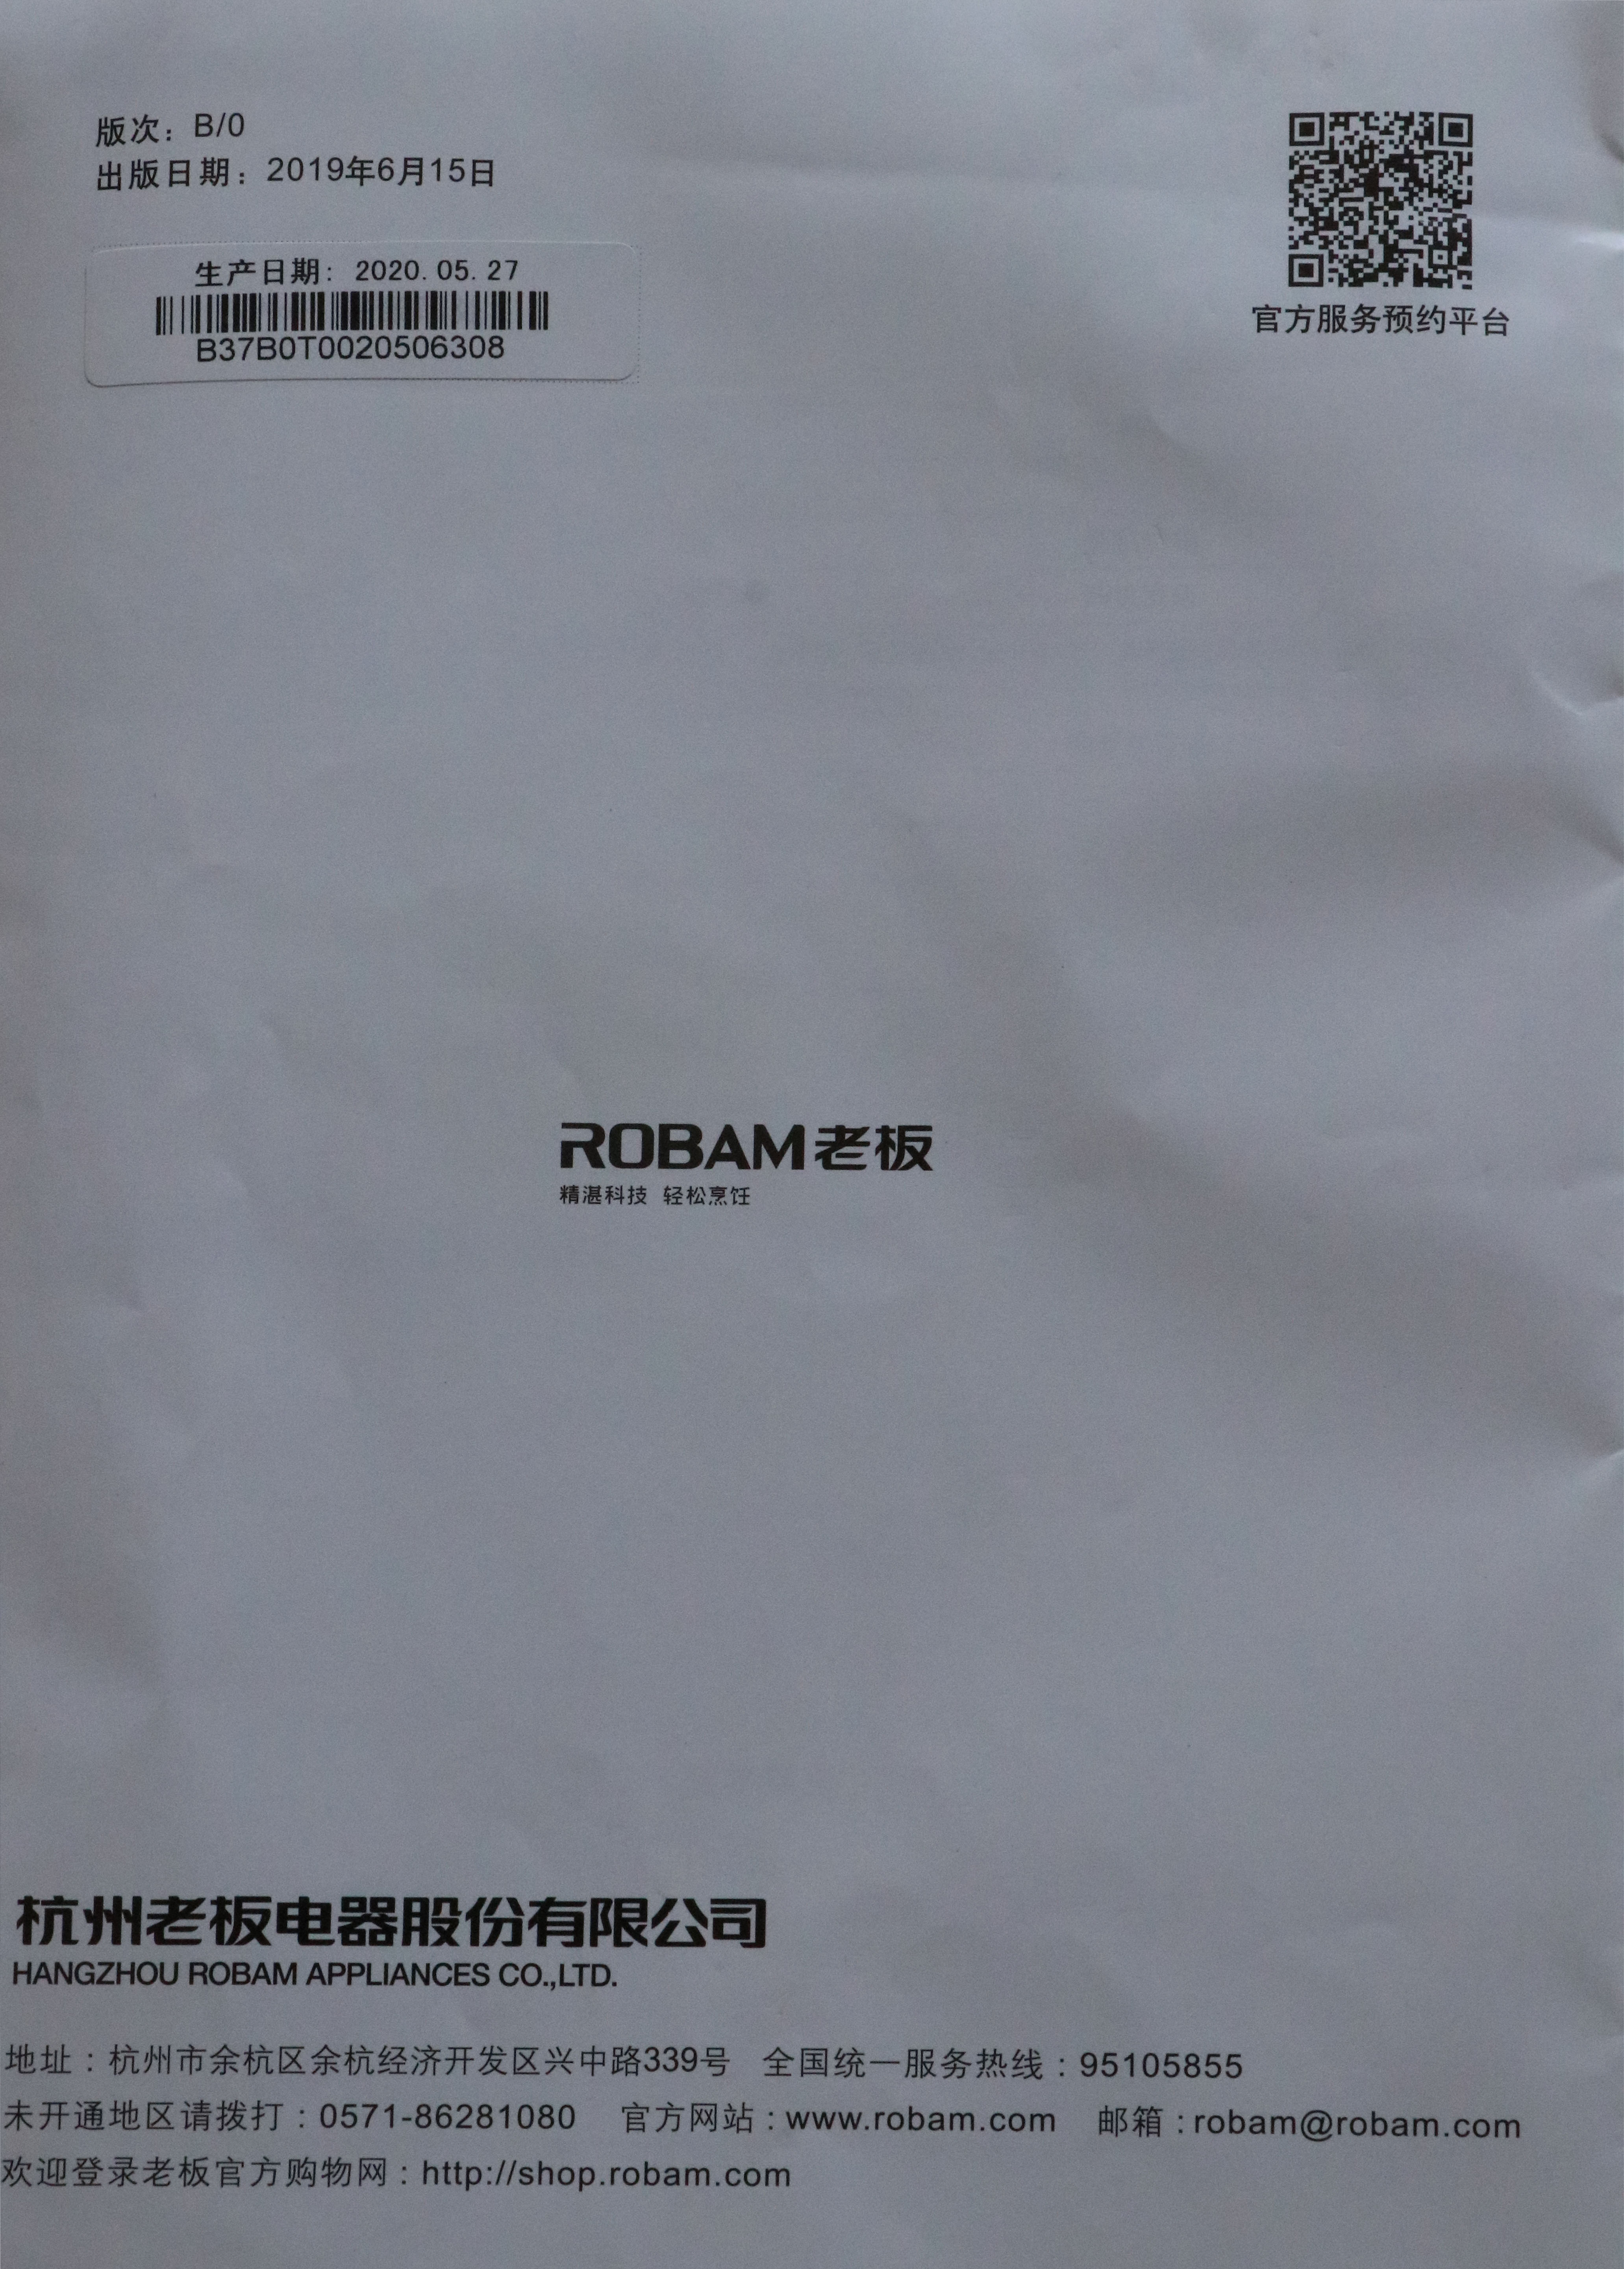 版次：B/0
出版日期：2019年6月15日
生产日期: 2020.05.27
B37B0T0020506308
官方服务预约平台
ROBAM老板
精湛科技 轻松烹饪
杭州老板电器股份有限公司
HANGZHOU ROBAM APPLIANCES CO.,LTD.
地址：杭州市余杭区余杭经济开发区兴中路339号 全国统一服务热线：95105855
未开通地区请拨打：0571-86281080 官方网站：www.robam.com 邮箱：robam@robam.com
欢迎登录老板官方购物网：http://shop.robam.com